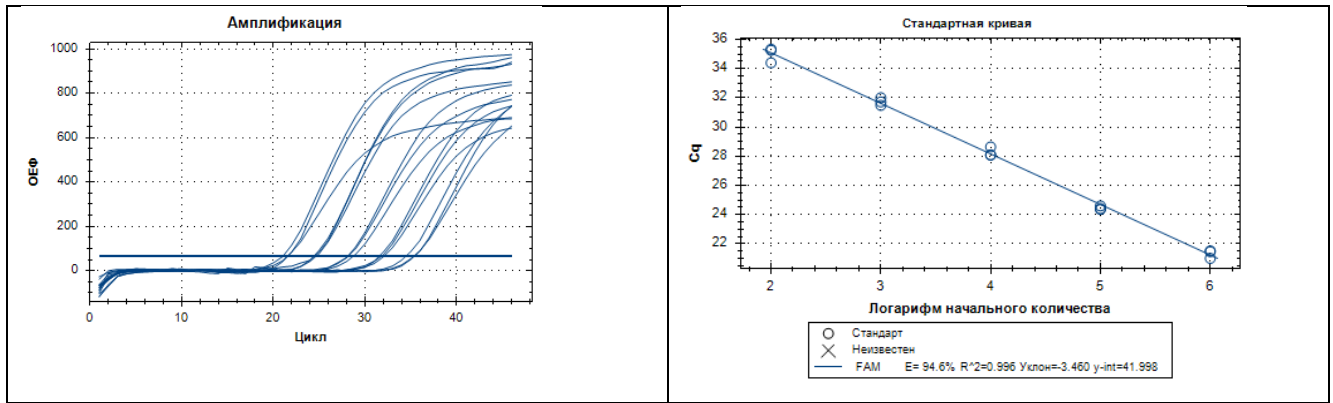 Амплификация
1000
800
600
400
200
0
0 10 20 30 40
ОЕФ
Цикл
Стандартная кривая
36
34
32
30
28
26
24
22
2 3 4 5 6
Cq
Логарифм начального количества
Стандарт
Неизвестен
FAM E= 94.6% R^2=0.996 Уклон=-3.460 y-int=41.998